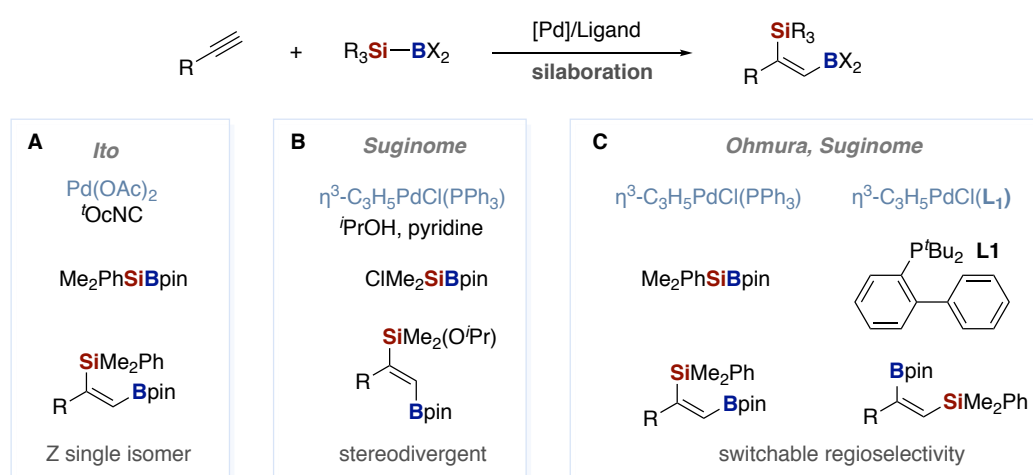 R
+
R₃Si—BX₂
[Pd]/Ligand
silaboration
SiR₃
R
BX₂
A
Ito
Pd(OAc)₂
ᵗOcNC
Me₂PhSiBpin
SiMe₂Ph
R
Bpin
Z single isomer
B
Suginome
η³-C₃H₅PdCl(PPh₃)
ⁱPrOH, pyridine
ClMe₂SiBpin
SiMe₂(OⁱPr)
R
Bpin
stereodivergent
C
Ohmura, Suginome
η³-C₃H₅PdCl(PPh₃)
η³-C₃H₅PdCl(L₁)
Me₂PhSiBpin
PᵗBu₂ L1
SiMe₂Ph
R
Bpin
Bpin
R
SiMe₂Ph
switchable regioselectivity